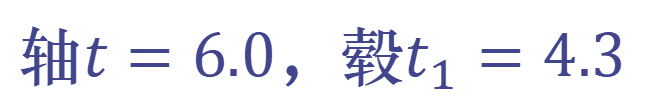 轴t = 6.0，毂t₁ = 4.3